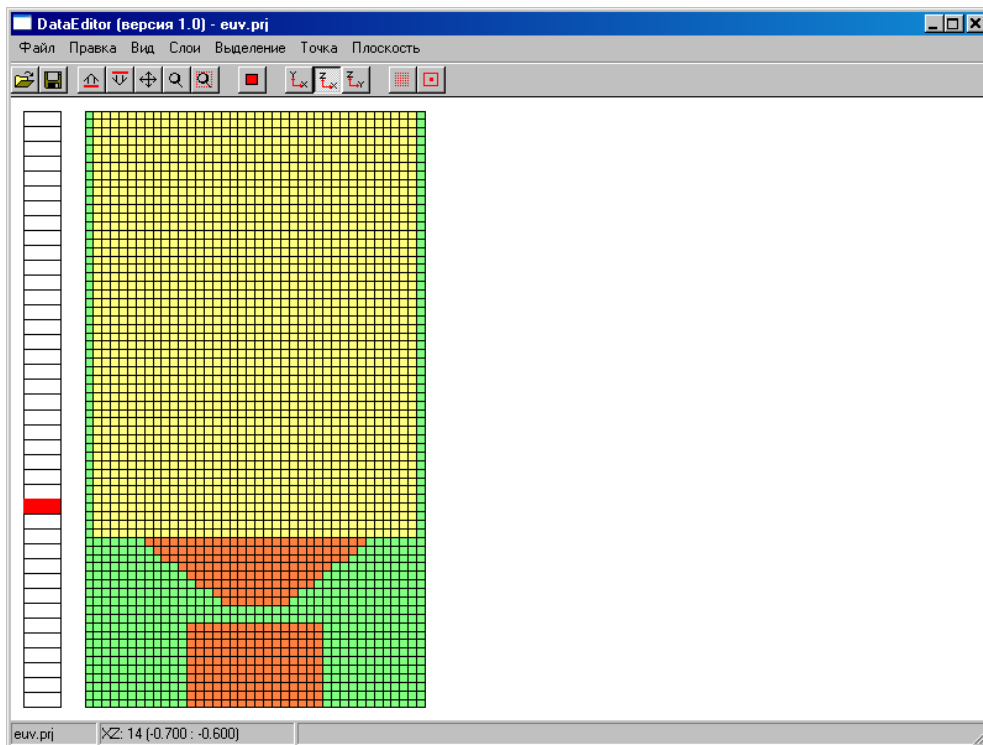 DataEditor (версия 1.0) - euv.prj
Файл Правка Вид Слои Выделение Точка Плоскость
Y X Z X Z Y
euv.prj XZ: 14 (-0.700 : -0.600)